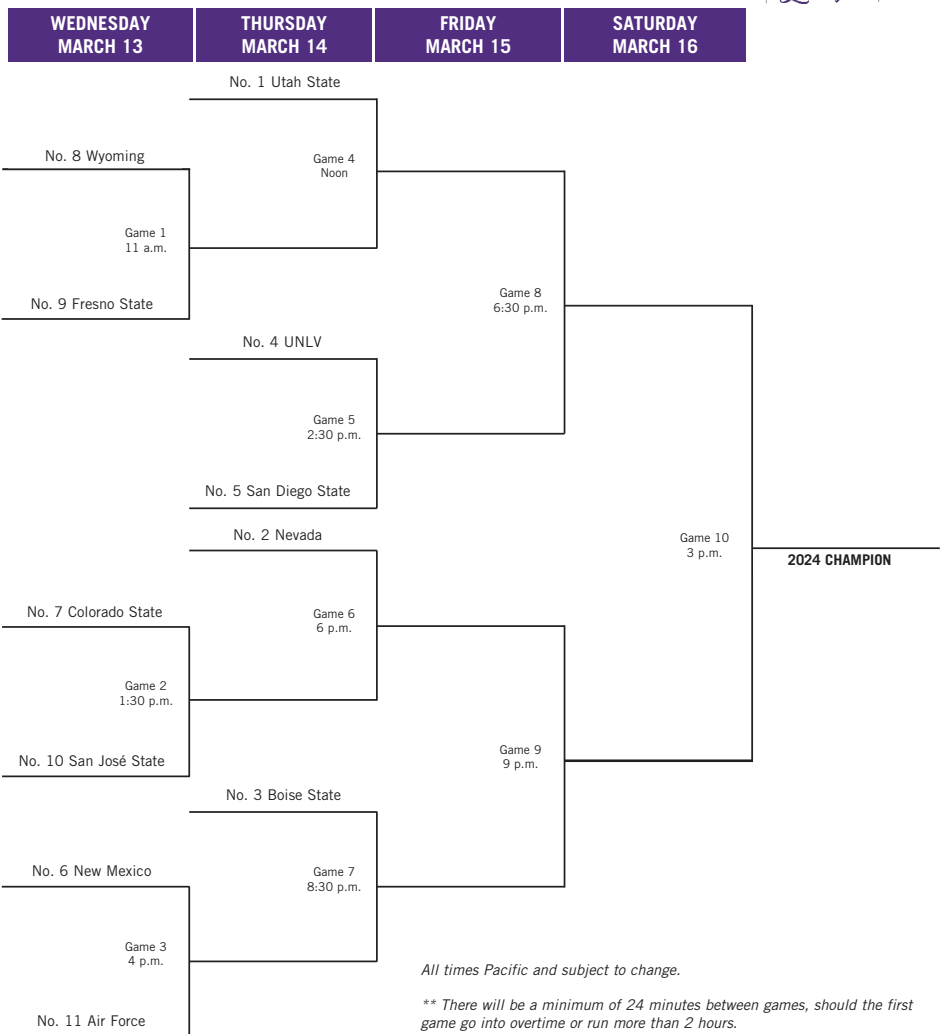 WEDNESDAY
MARCH 13
THURSDAY
MARCH 14
FRIDAY
MARCH 15
SATURDAY
MARCH 16
No. 1 Utah State
No. 8 Wyoming
Game 4
Noon
Game 1
11 a.m.
No. 9 Fresno State
Game 8
6:30 p.m.
No. 4 UNLV
Game 5
2:30 p.m.
No. 5 San Diego State
No. 2 Nevada
Game 10
3 p.m.
2024 CHAMPION
No. 7 Colorado State
Game 6
6 p.m.
Game 2
1:30 p.m.
No. 10 San José State
Game 9
9 p.m.
No. 3 Boise State
No. 6 New Mexico
Game 7
8:30 p.m.
Game 3
4 p.m.
No. 11 Air Force
All times Pacific and subject to change.
** There will be a minimum of 24 minutes between games, should the first
game go into overtime or run more than 2 hours.